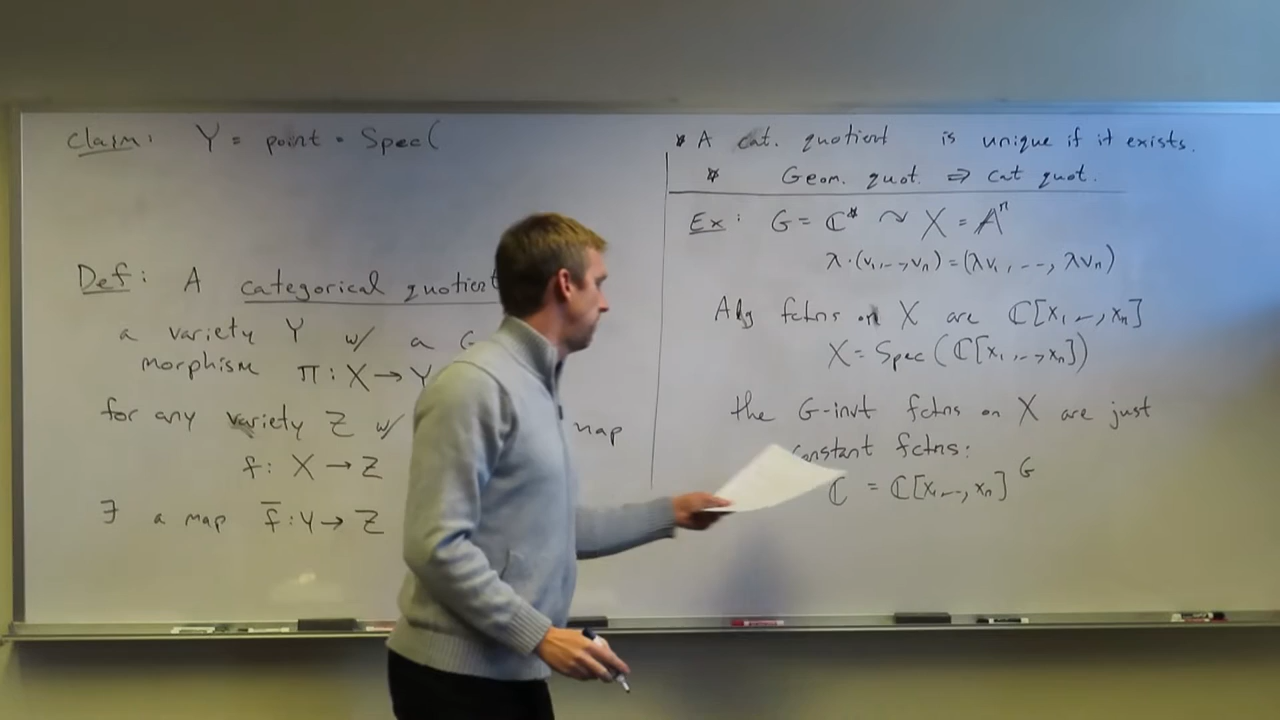 Claim: Y = point = Spec(
Def: A categorical quotient
a variety Y w/ a G
morphism π: X → Y
for any variety Z w/ map
f: X → Z
∃ a map f̄: Y → Z
* A cat. quotient is unique if it exists.
* Geom. quot. ⇒ cat quot.
Ex: G = ℂ* ↷ X = 𝔸ⁿ
λ·(v₁, --, vₙ) = (λv₁, --, λvₙ)
Alg fctns on X are ℂ[x₁, --, xₙ]
X = Spec(ℂ[x₁, --, xₙ])
the G-invt fctns on X are just
onstant fctns:
ℂ = ℂ[x₁, --, xₙ]ᴳ